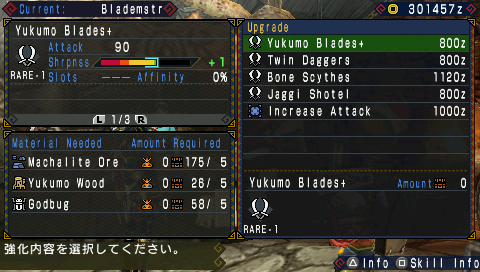 Current: Blademstr
301457z
Yukumo Blades+
Attack 90
Shrpnss +1
RARE-1 Slots --- Affinity 0%
L 1/3 R
Material Needed Amount Required
Machalite Ore 0 175/ 5
Yukumo Wood 0 26/ 5
Godbug 0 58/ 5
Upgrade
Yukumo Blades+ 800z
Twin Daggers 800z
Bone Scythes 1120z
Jaggi Shotel 800z
Increase Attack 1000z
Yukumo Blades+ Amount 0
RARE-1
強化内容を選択してください。
△Info □Skill Info